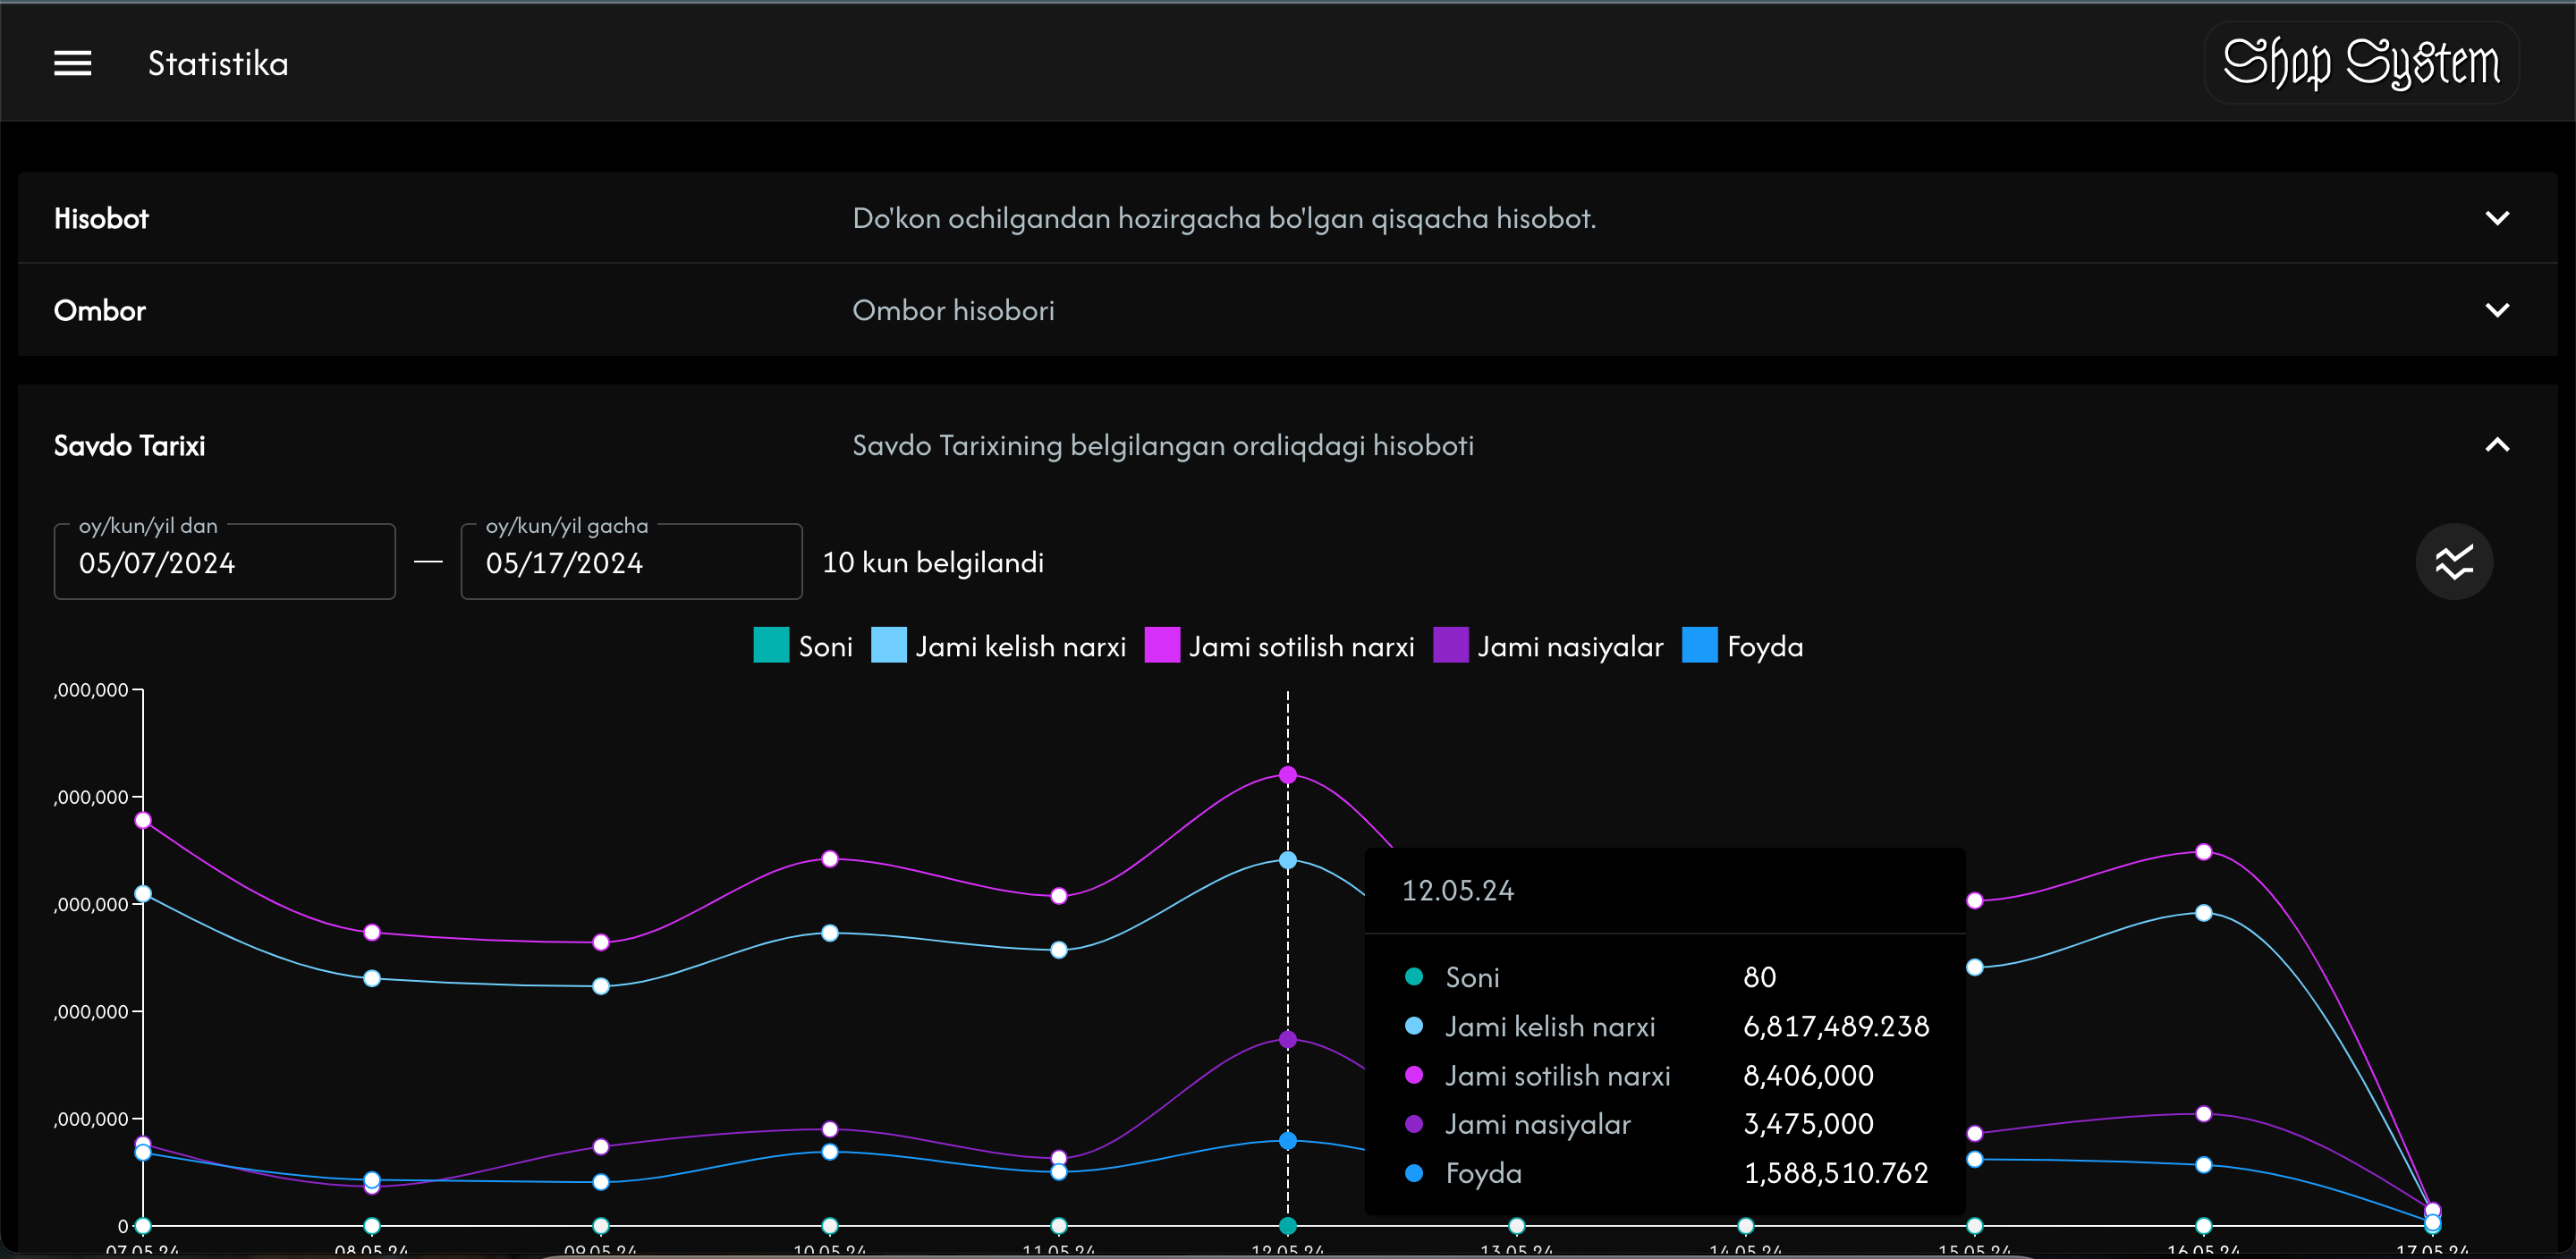 Statistika
Shop System
Hisobot
Do'kon ochilgandan hozirgacha bo'lgan qisqacha hisobot.
Ombor
Ombor hisobori
Savdo Tarixi
Savdo Tarixining belgilangan oraliqdagi hisoboti
oy/kun/yil dan
05/07/2024
—
oy/kun/yil gacha
05/17/2024
10 kun belgilandi
Soni
Jami kelish narxi
Jami sotilish narxi
Jami nasiyalar
Foyda
,000,000
,000,000
,000,000
,000,000
,000,000
0
12.05.24
Soni 80
Jami kelish narxi 6,817,489.238
Jami sotilish narxi 8,406,000
Jami nasiyalar 3,475,000
Foyda 1,588,510.762
07.05.24 08.05.24 09.05.24 10.05.24 11.05.24 12.05.24 13.05.24 14.05.24 15.05.24 16.05.24 17.05.24